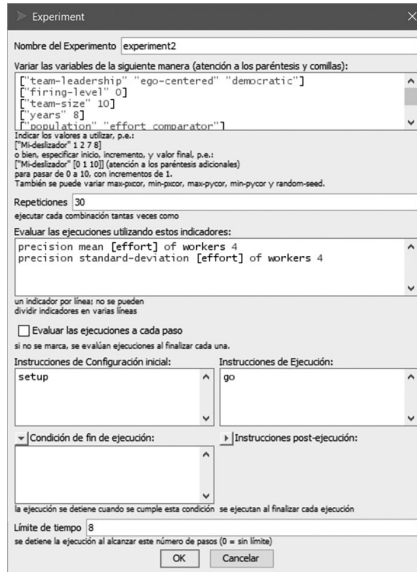 Experiment
Nombre del Experimento experiment2
Variar las variables de la siguiente manera (atención a los paréntesis y comillas):
["team-leadership" "ego-centered" "democratic"]
["firing-level" 0]
["team-size" 10]
["years" 8]
["population" "effort comparator"]
Indicar los valores a utilizar, p.e.:
["Mi-deslizador" 1 2 7 8]
o bien, especificar inicio, incremento, y valor final, p.e.:
["Mi-deslizador" [0 1 10]] (atención a los paréntesis adicionales)
para pasar de 0 a 10, con incrementos de 1.
También se puede variar max-pxcor, min-pxcor, max-pycor, min-pycor y random-seed.
Repeticiones 30
ejecutar cada combinación tantas veces como
Evaluar las ejecuciones utilizando estos indicadores:
precision mean [effort] of workers 4
precision standard-deviation [effort] of workers 4
un indicador por línea; no se pueden
dividir indicadores en varias líneas
Evaluar las ejecuciones a cada paso
si no se marca, se evalúan ejecuciones al finalizar cada una.
Instrucciones de Configuración inicial: Instrucciones de Ejecución:
setup go
Condición de fin de ejecución: Instrucciones post-ejecución:
la ejecución se detiene cuando se cumple esta condición se ejecutan al finalizar cada ejecución
Límite de tiempo 8
se detiene la ejecución al alcanzar este número de pasos (0 = sin límite)
OK Cancelar